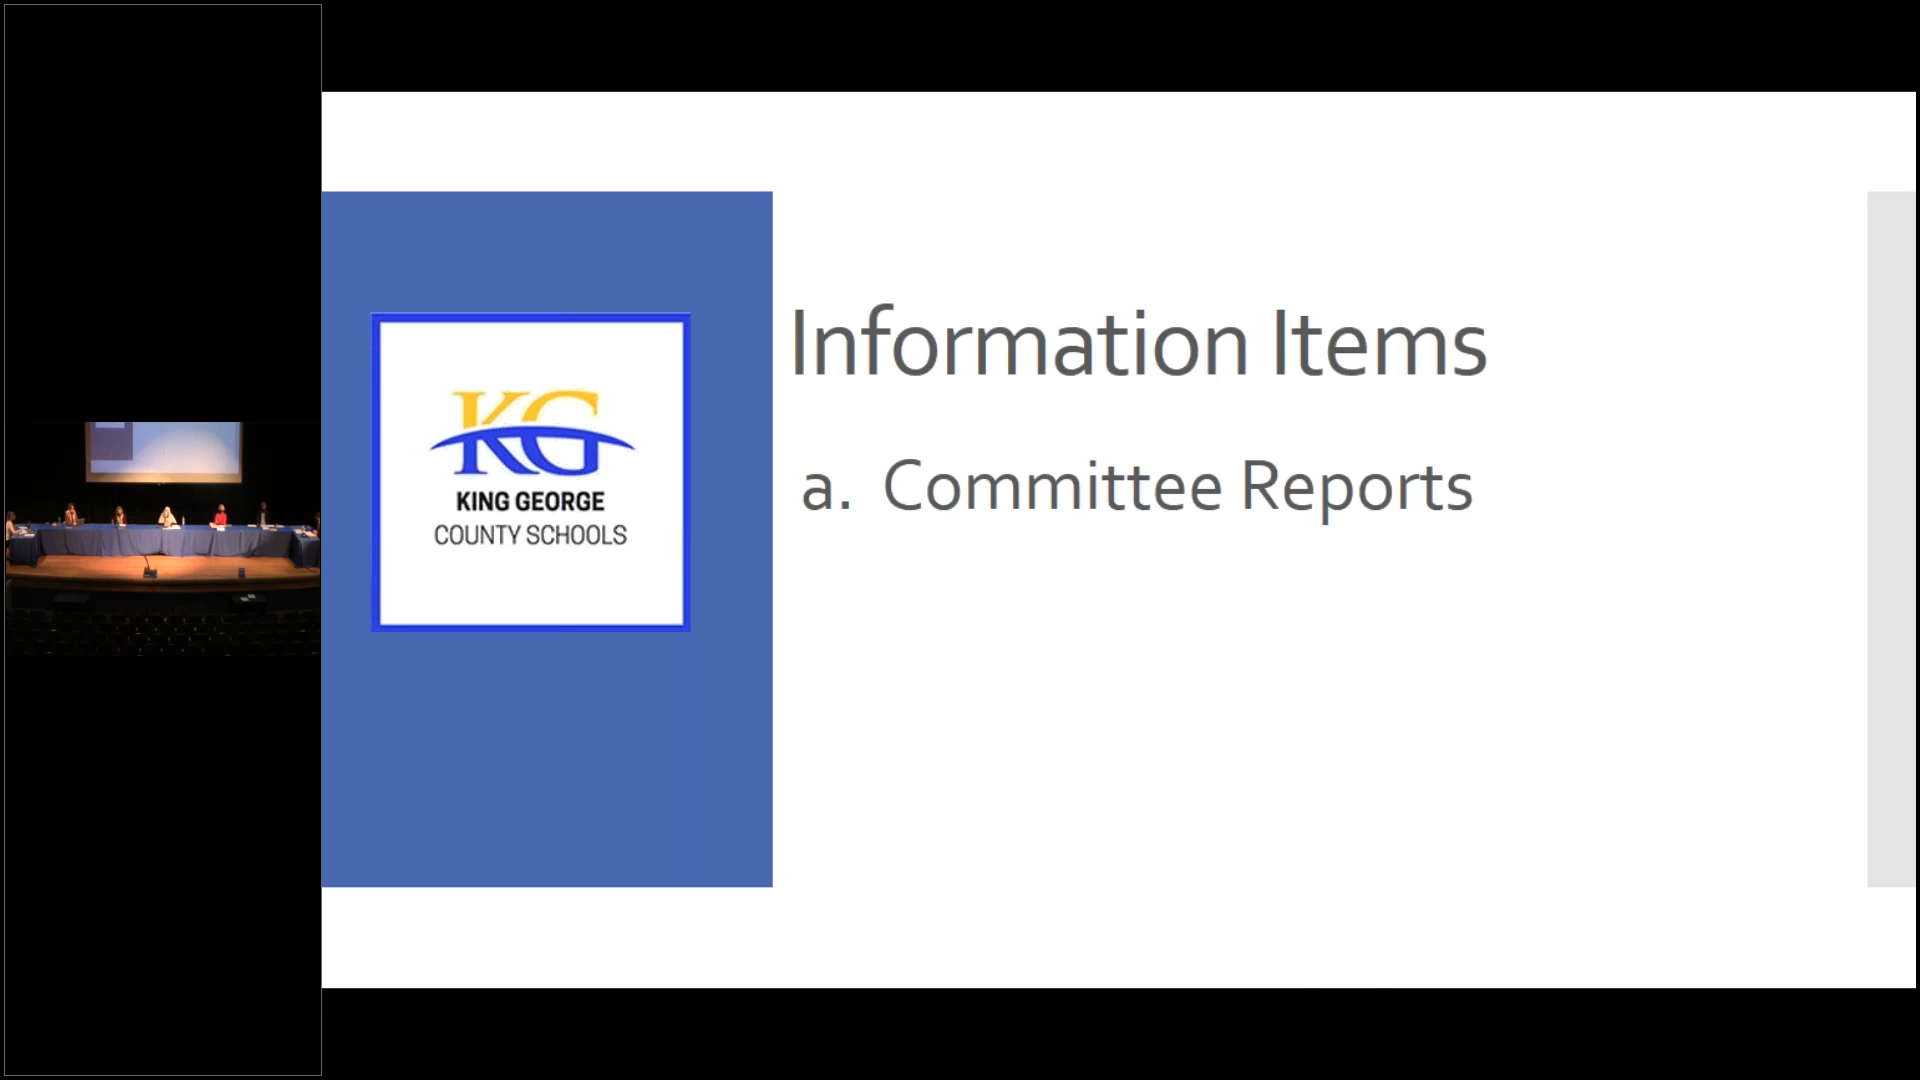 KG
KING GEORGE
COUNTY SCHOOLS
Information Items
a. Committee Reports